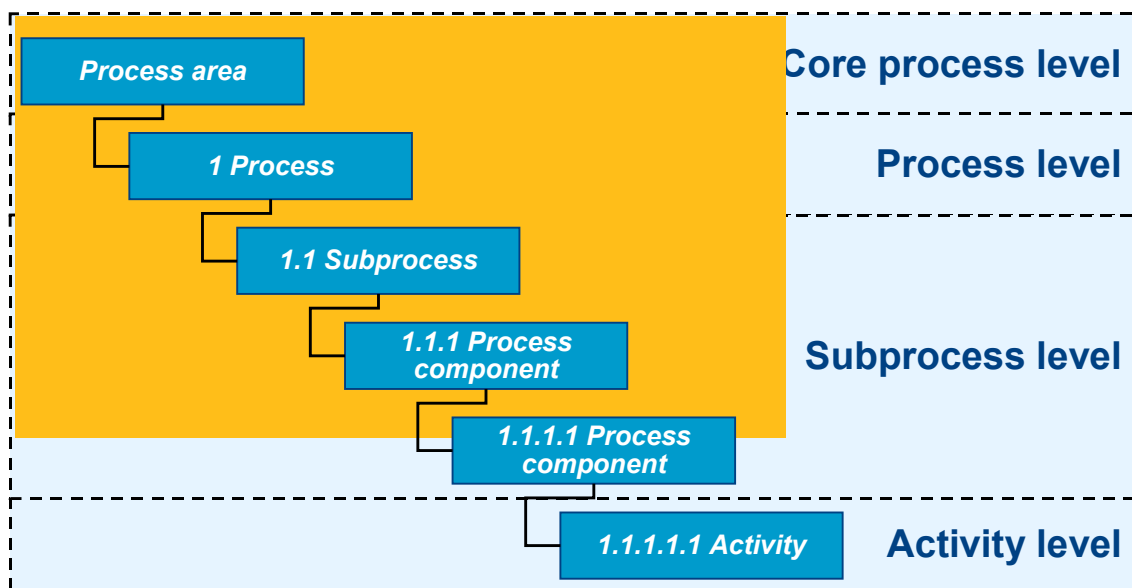 Process area
Core process level
1 Process
Process level
1.1 Subprocess
1.1.1 Process
component
Subprocess level
1.1.1.1 Process
component
1.1.1.1.1 Activity
Activity level